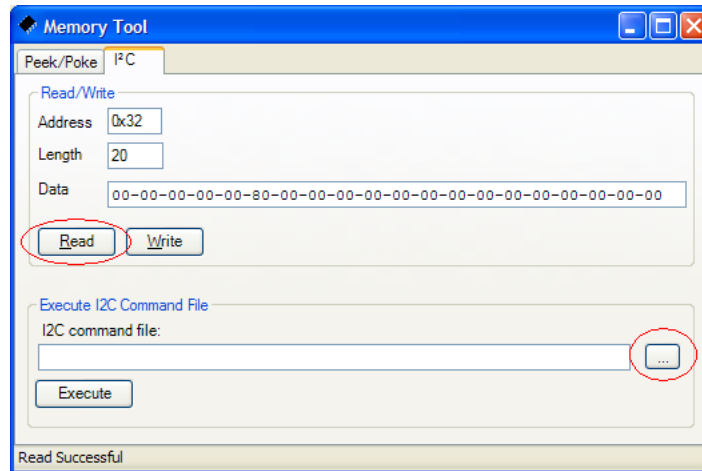 Memory Tool
Peek/Poke I²C
Read/Write
Address 0x32
Length 20
Data 00-00-00-00-00-80-00-00-00-00-00-00-00-00-00-00-00-00-00
Read Write
Execute I2C Command File
I2C command file:
...
Execute
Read Successful